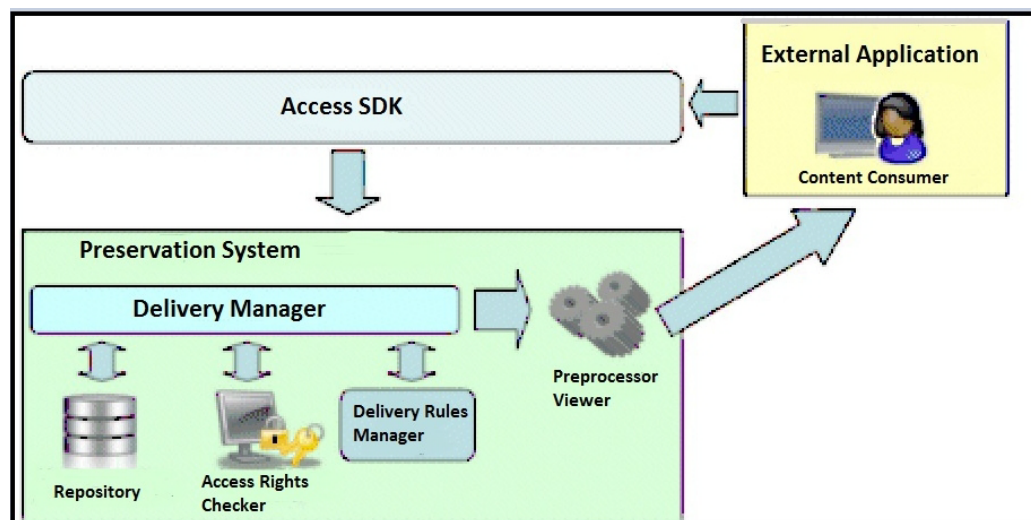 External Application
Access SDK
Content Consumer
Preservation System
Delivery Manager
Preprocessor
Viewer
Delivery Rules
Manager
Repository
Access Rights
Checker